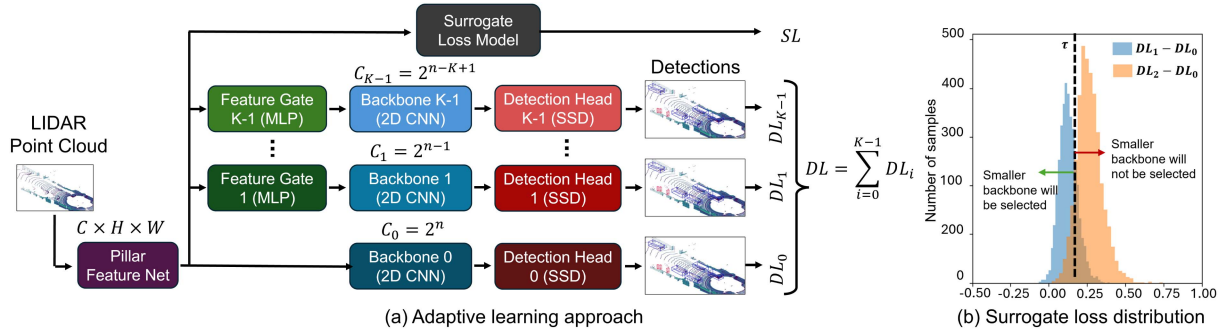 Surrogate
Loss Model
SL
C_{K-1} = 2^{n-K+1}
Detections
Feature Gate
K-1 (MLP)
Backbone K-1
(2D CNN)
Detection Head
K-1 (SSD)
DL_{K-1}
LIDAR
Point Cloud
C_1 = 2^{n-1}
Feature Gate
1 (MLP)
Backbone 1
(2D CNN)
Detection Head
1 (SSD)
DL_1
DL = \sum_{i=0}^{K-1} DL_i
C × H × W
Pillar
Feature Net
C_0 = 2^n
Backbone 0
(2D CNN)
Detection Head
0 (SSD)
DL_0
(a) Adaptive learning approach
Number of samples
500
400
300
100
200
0
τ
DL_1 − DL_0
DL_2 − DL_0
Smaller
backbone will
not be selected
Smaller
backbone will
be selected
-0.50
-0.25
0.00
0.25
0.50
0.75
1.00
(b) Surrogate loss distribution